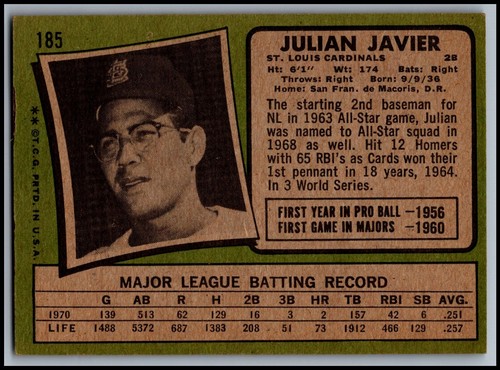 185
JULIAN JAVIER
ST. LOUIS CARDINALS 2B
Ht: 6'1" Wt: 174 Bats: Right
Throws: Right Born: 9/9/36
Home: San Fran. de Macoris, D.R.
The starting 2nd baseman for
NL in 1963 All-Star game, Julian
was named to All-Star squad in
1968 as well. Hit 12 Homers
with 65 RBI's as Cards won their
1st pennant in 18 years, 1964.
In 3 World Series.
FIRST YEAR IN PRO BALL —1956
FIRST GAME IN MAJORS —1960
**©T.C.G. PRTD. IN U.S.A.
StL
MAJOR LEAGUE BATTING RECORD
G AB R H 2B 3B HR TB RBI SB AVG.
1970 139 513 62 129 16 3 2 157 42 6 .251
LIFE 1488 5372 687 1383 208 51 73 1912 466 129 .257